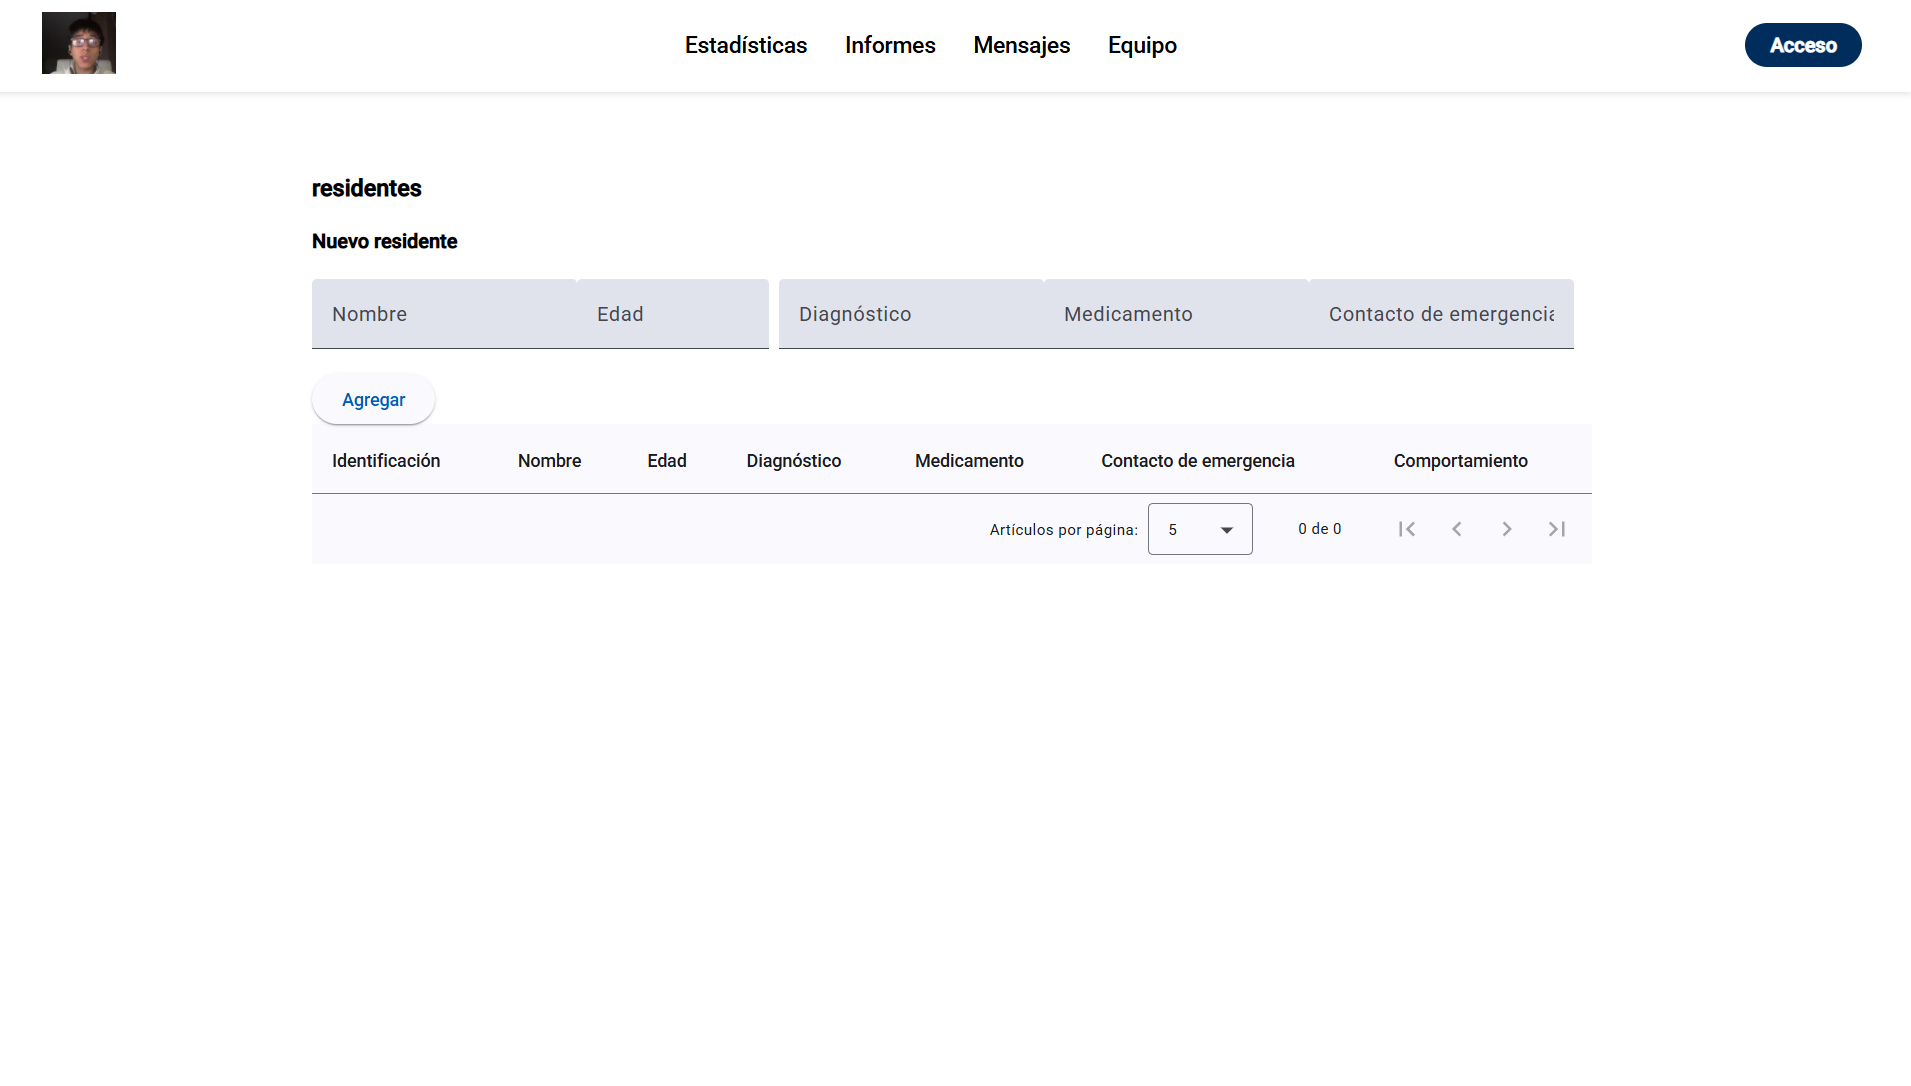 Estadísticas Informes Mensajes Equipo Acceso
residentes
Nuevo residente
Nombre Edad Diagnóstico Medicamento Contacto de emergencia
Agregar
Identificación Nombre Edad Diagnóstico Medicamento Contacto de emergencia Comportamiento
Artículos por página: 5 0 de 0